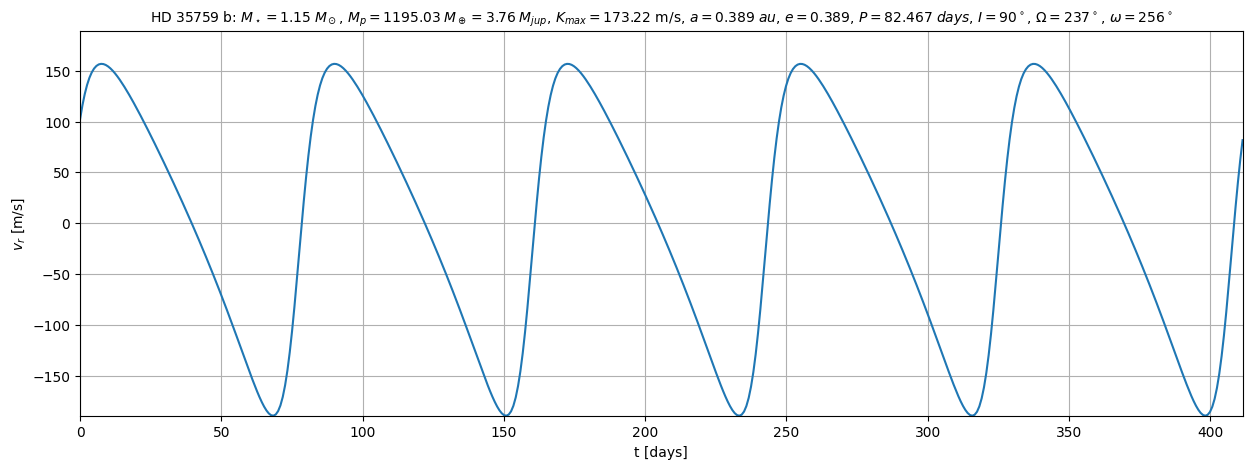 HD 35759 b: M⋆ = 1.15 M⊙, Mp = 1195.03 M⊕ = 3.76 Mjup, Kmax = 173.22 m/s, a = 0.389 au, e = 0.389, P = 82.467 days, I = 90°, Ω = 237°, ω = 256°
150
100
50
0
−50
−100
−150
vr [m/s]
0 50 100 150 200 250 300 350 400
t [days]